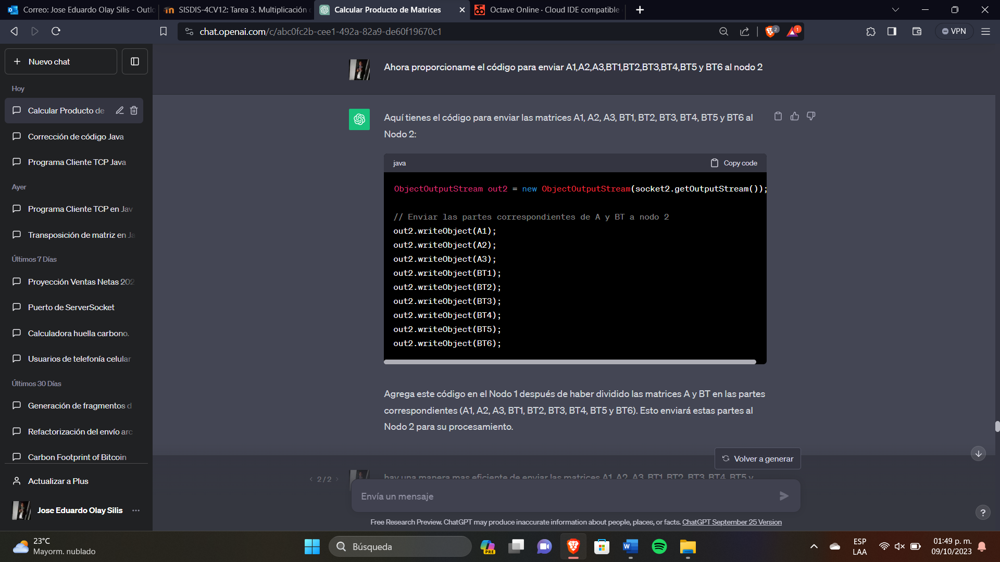 Correo: Jose Eduardo Olay Silis - Outlo
SISDIS-4CV12: Tarea 3. Multiplicación
Calcular Producto de Matrices
Octave Online · Cloud IDE compatible
chat.openai.com/c/abc0fc2b-cee1-492a-82a9-de60f19670c1
2
1
VPN
Nuevo chat
Hoy
Calcular Producto de
Corrección de código Java
Programa Cliente TCP Java
Ayer
Programa Cliente TCP en Jav
Transposición de matriz en Ja
Últimos 7 Días
Proyección Ventas Netas 202
Puerto de ServerSocket
Calculadora huella carbono.
Usuarios de telefonía celular
Últimos 30 Días
Generación de fragmentos d
Refactorización del envío arc
Carbon Footprint of Bitcoin
Actualizar a Plus
Jose Eduardo Olay Silis
Ahora proporcioname el código para enviar A1,A2,A3,BT1,BT2,BT3,BT4,BT5 y BT6 al nodo 2
Aquí tienes el código para enviar las matrices A1, A2, A3, BT1, BT2, BT3, BT4, BT5 y BT6 al
Nodo 2:
java
Copy code
ObjectOutputStream out2 = new ObjectOutputStream(socket2.getOutputStream());
// Enviar las partes correspondientes de A y BT a nodo 2
out2.writeObject(A1);
out2.writeObject(A2);
out2.writeObject(A3);
out2.writeObject(BT1);
out2.writeObject(BT2);
out2.writeObject(BT3);
out2.writeObject(BT4);
out2.writeObject(BT5);
out2.writeObject(BT6);
Agrega este código en el Nodo 1 después de haber dividido las matrices A y BT en las partes
correspondientes (A1, A2, A3, BT1, BT2, BT3, BT4, BT5 y BT6). Esto enviará estas partes al
Nodo 2 para su procesamiento.
Volver a generar
< 2 / 2 >
hay una manera mas eficiente de enviar las matrices A1, A2, A3, BT1, BT2, BT3, BT4, BT5 y
Envía un mensaje
Free Research Preview. ChatGPT may produce inaccurate information about people, places, or facts. ChatGPT September 25 Version
?
23°C
Mayorm. nublado
Búsqueda
PRE
ESP
LAA
01:49 p. m.
09/10/2023